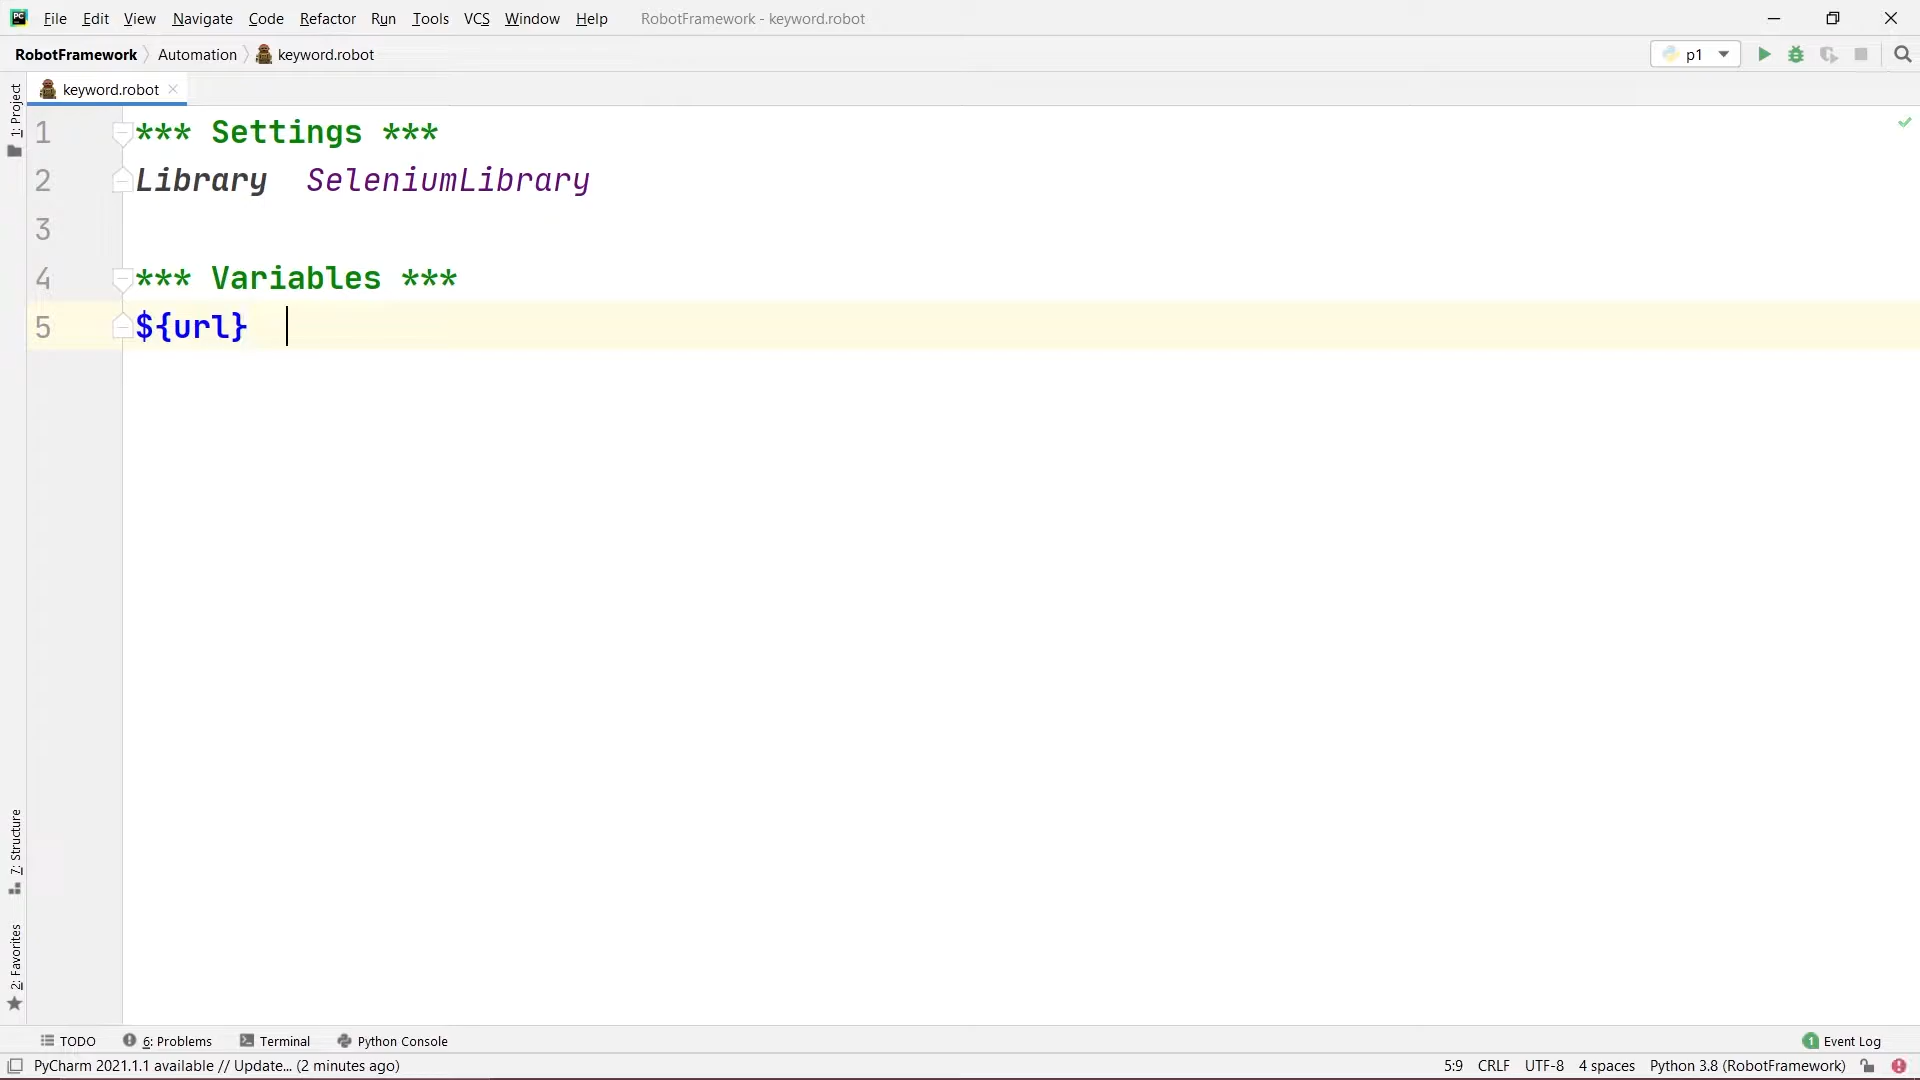 PC File Edit View Navigate Code Refactor Run Tools VCS Window Help RobotFramework - keyword.robot
RobotFramework Automation keyword.robot p1
keyword.robot
1: Project
1 *** Settings ***
2 Library SeleniumLibrary
3
4 *** Variables ***
5 ${url}
7: Structure
2: Favorites
TODO 6: Problems Terminal Python Console 1 Event Log
PyCharm 2021.1.1 available // Update... (2 minutes ago) 5:9 CRLF UTF-8 4 spaces Python 3.8 (RobotFramework)